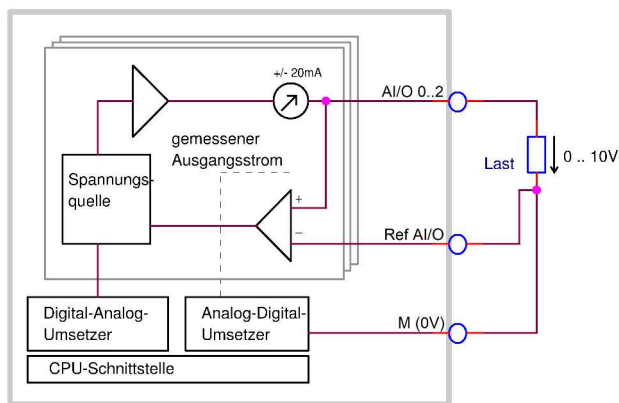 +/- 20mA
AI/O 0..2
gemessener
Ausgangsstrom
Last
0 .. 10V
Spannungs-
quelle
+
–
Ref AI/O
Digital-Analog-
Umsetzer
Analog-Digital-
Umsetzer
M (0V)
CPU-Schnittstelle